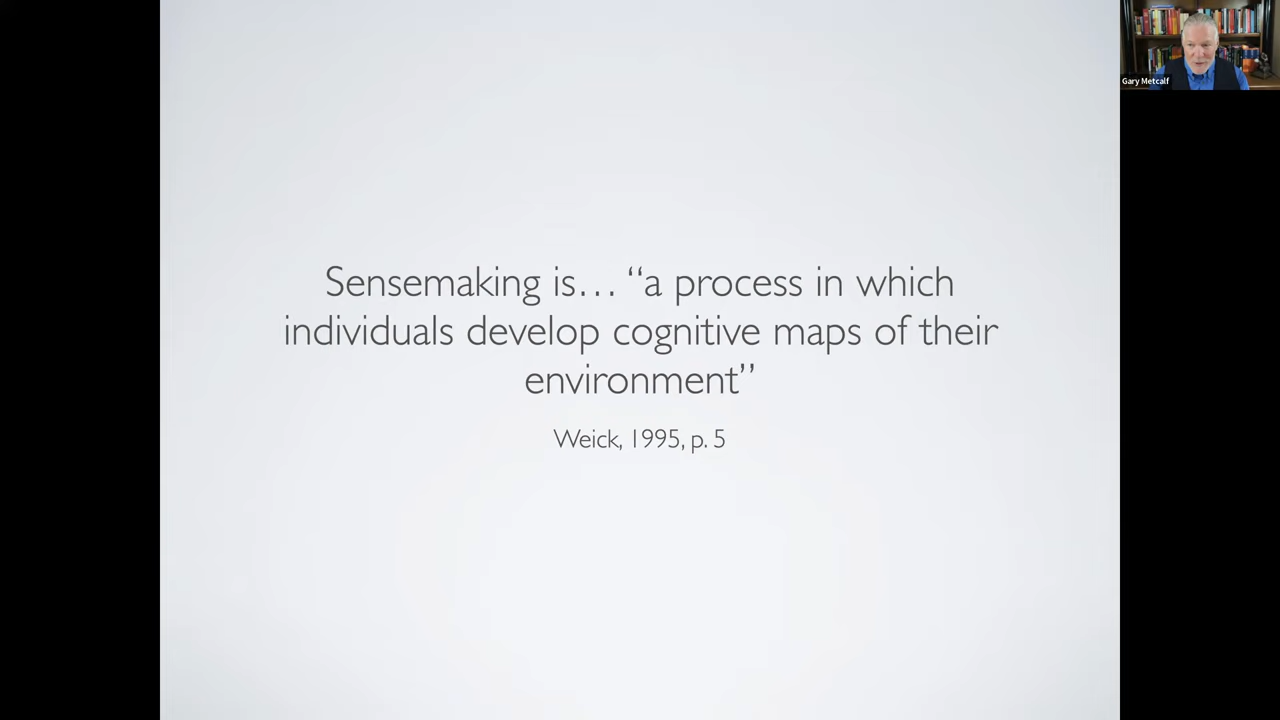 Gary Metcalf
Sensemaking is… “a process in which
individuals develop cognitive maps of their
environment”
Weick, 1995, p. 5